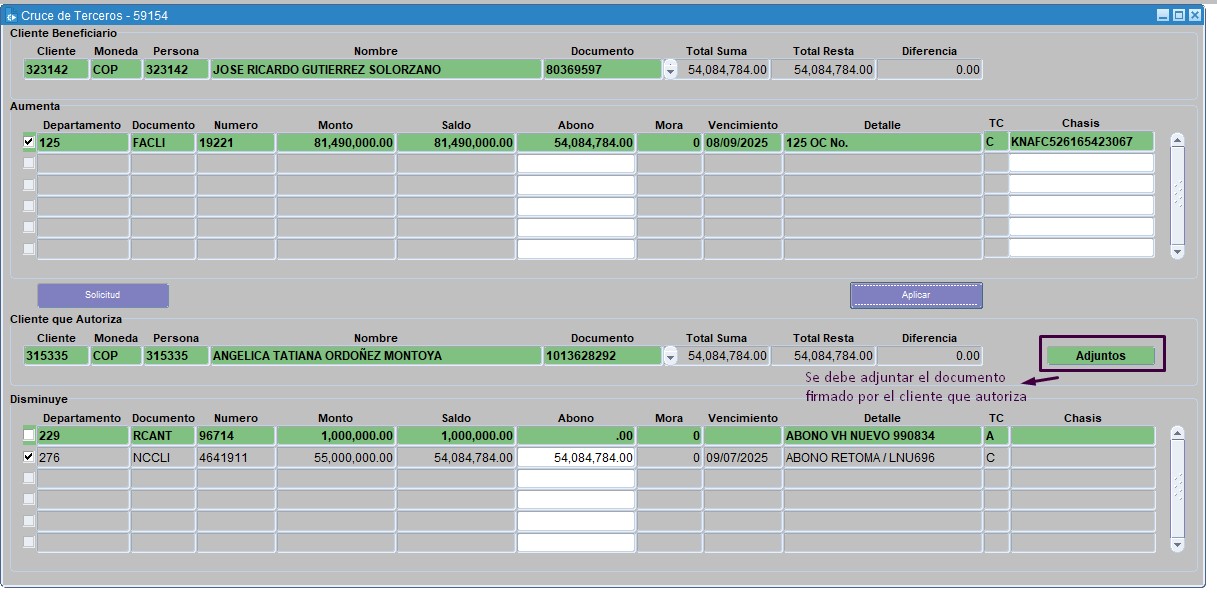 Cruce de Terceros - 59154
Cliente Beneficiario
Cliente Moneda Persona Nombre Documento Total Suma Total Resta Diferencia
323142 COP 323142 JOSE RICARDO GUTIERREZ SOLORZANO 80369597 54,084,784.00 54,084,784.00 0.00
Aumenta
Departamento Documento Numero Monto Saldo Abono Mora Vencimiento Detalle TC Chasis
125 FACLI 19221 81,490,000.00 81,490,000.00 54,084,784.00 0 08/09/2025 125 OC No. C KNAFC526165423067
Solicitud Aplicar
Cliente que Autoriza
Cliente Moneda Persona Nombre Documento Total Suma Total Resta Diferencia
315335 COP 315335 ANGELICA TATIANA ORDOÑEZ MONTOYA 1013628292 54,084,784.00 54,084,784.00 0.00 Adjuntos
Se debe adjuntar el documento
firmado por el cliente que autoriza
Disminuye
Departamento Documento Numero Monto Saldo Abono Mora Vencimiento Detalle TC Chasis
229 RCANT 96714 1,000,000.00 1,000,000.00 .00 0 ABONO VH NUEVO 990834 A
276 NCCLI 4641911 55,000,000.00 54,084,784.00 54,084,784.00 0 09/07/2025 ABONO RETOMA / LNU696 C